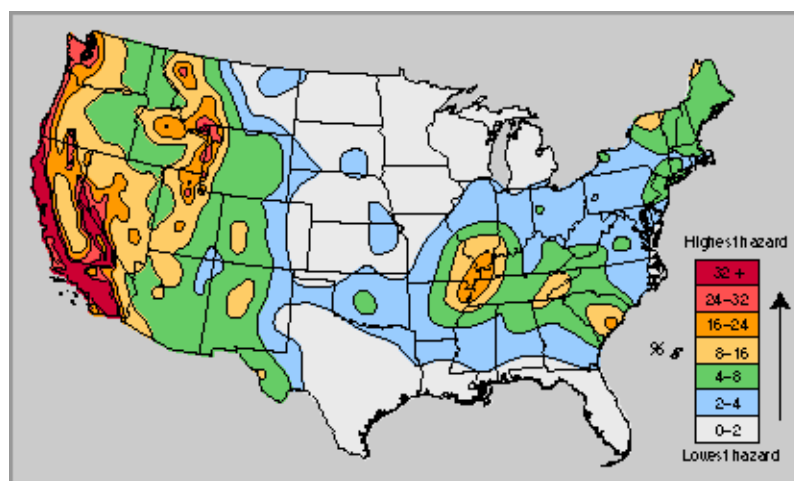 Highest hazard
32 +
24-32
16-24
8-16
% g
4-8
2-4
0-2
Lowest hazard